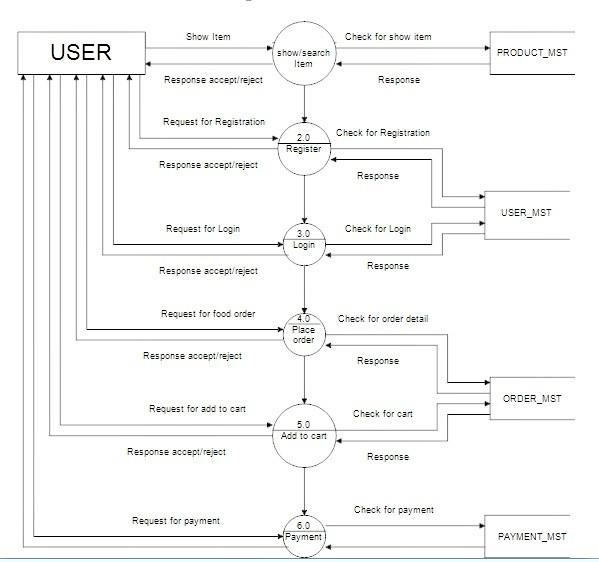 USER
Show Item
Response accept/reject
show/search
Item
Check for show item
Response
PRODUCT_MST
Request for Registration
Response accept/reject
2.0
Register
Check for Registration
Response
USER_MST
Request for Login
Response accept/reject
3.0
Login
Check for Login
Response
Request for food order
Response accept/reject
4.0
Place
order
Check for order detail
Response
ORDER_MST
Request for add to cart
Response accept/reject
5.0
Add to cart
Check for cart
Response
Request for payment
6.0
Payment
Check for payment
PAYMENT_MST